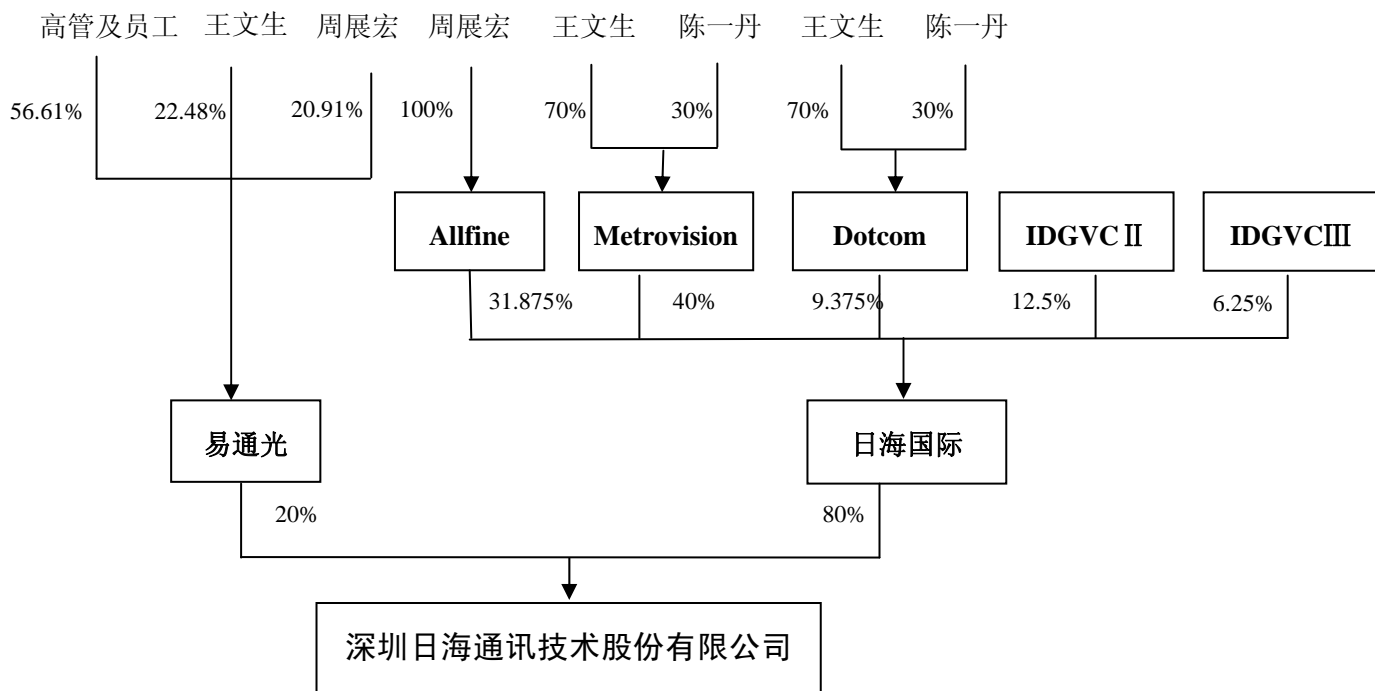 高管及员工 王文生 周展宏 周展宏 王文生 陈一丹 王文生 陈一丹
56.61% 22.48% 20.91% 100% 70% 30% 70% 30%
Allfine Metrovision Dotcom IDGVCⅡ IDGVCⅢ
31.875% 40% 9.375% 12.5% 6.25%
易通光 日海国际
20% 80%
深圳日海通讯技术股份有限公司